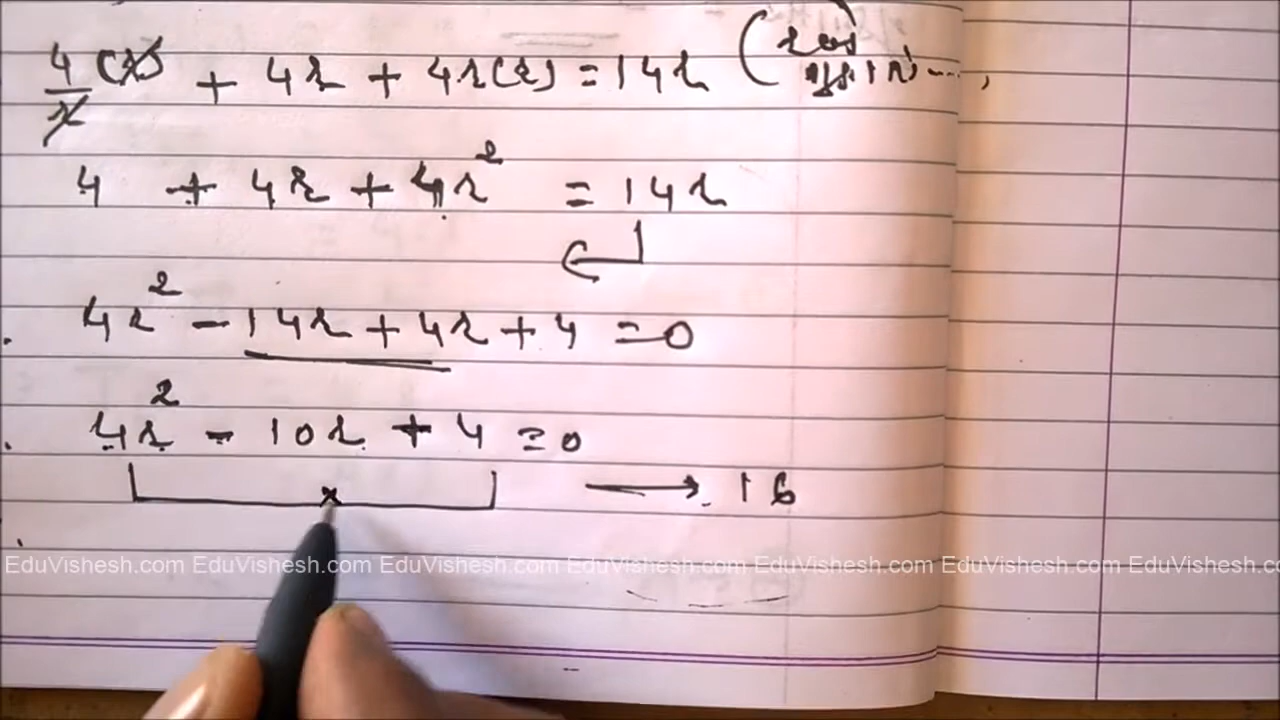 4/r (r) + 4r + 4r(r) = 14r
4 + 4r + 4r² = 14r
4r² - 14r + 4r + 4 = 0
4r² - 10r + 4 = 0
x → 16
EduVishesh.com EduVishesh.com EduVishesh.com EduVishesh.com EduVishesh.com EduVishesh.com EduVishesh.com